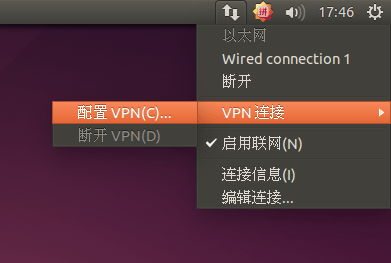 拼 17:46
以太网
Wired connection 1
断开
配置 VPN(C)... VPN 连接
断开 VPN(D)
启用联网(N)
连接信息(I)
编辑连接...